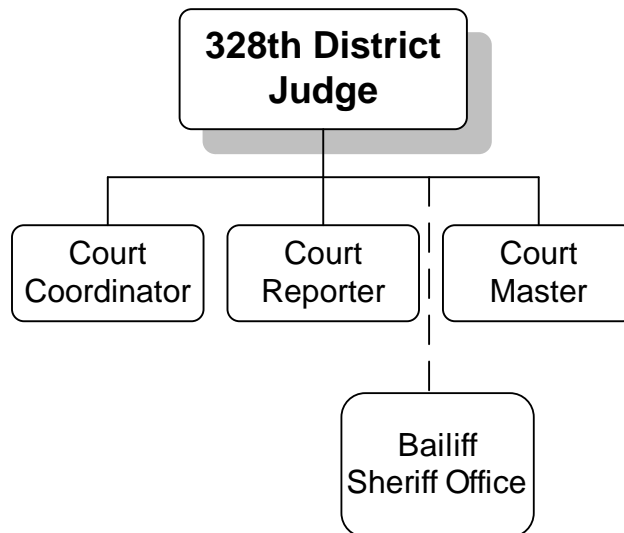 328th District
Judge
Court
Coordinator
Court
Reporter
Court
Master
Bailiff
Sheriff Office